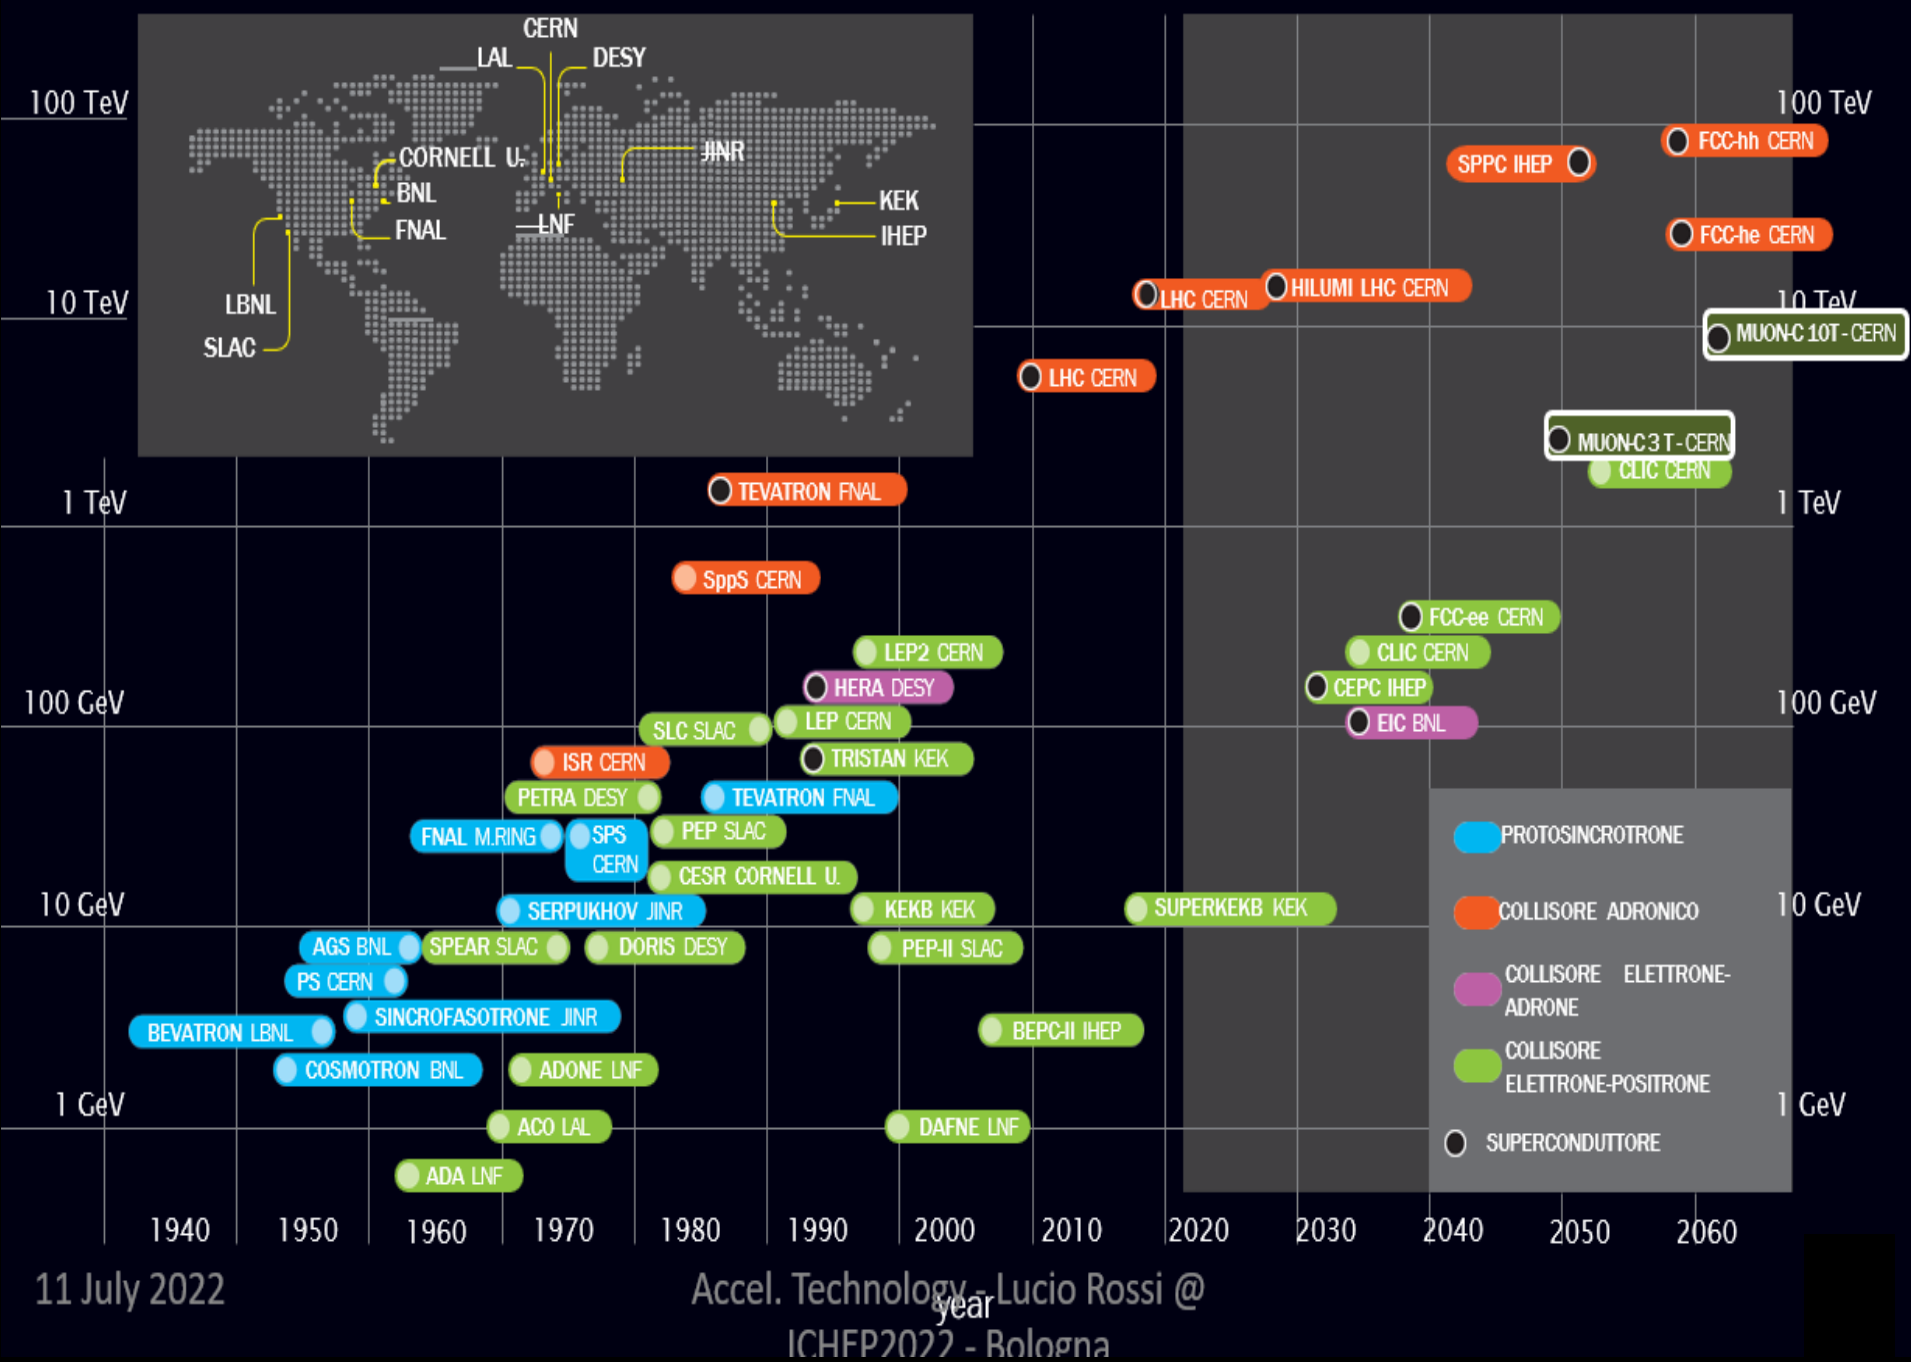 CERN
LAL
DESY
100 TeV
100 TeV
FCC-hh CERN
CORNELL U.
JINR
SPPC IHEP
BNL
KEK
FNAL
LNF
IHEP
FCC-he CERN
LBNL
10 TeV
LHC CERN
HILUMI LHC CERN
10 TeV
SLAC
MUON-C 10T - CERN
LHC CERN
MUON-C 3 T - CERN
CLIC CERN
1 TeV
TEVATRON FNAL
1 TeV
SppS CERN
FCC-ee CERN
LEP2 CERN
CLIC CERN
HERA DESY
CEPC IHEP
100 GeV
SLC SLAC
LEP CERN
EIC BNL
100 GeV
ISR CERN
TRISTAN KEK
PETRA DESY
TEVATRON FNAL
FNAL M.RING
SPS
CERN
PEP SLAC
PROTOSINCROTRONE
CESR CORNELL U.
10 GeV
SERPUKHOV JINR
KEKB KEK
SUPERKEKB KEK
COLLISORE ADRONICO
10 GeV
AGS BNL
SPEAR SLAC
DORIS DESY
PEP-II SLAC
PS CERN
COLLISORE ELETTRONE-
ADRONE
BEVATRON LBNL
SINCROFASOTRONE JINR
BEPC-II IHEP
COSMOTRON BNL
ADONE LNF
COLLISORE
ELETTRONE-POSITRONE
1 GeV
ACO LAL
DAFNE LNF
1 GeV
SUPERCONDUTTORE
ADA LNF
1940 1950 1960 1970 1980 1990 2000 2010 2020 2030 2040 2050 2060
year
11 July 2022
Accel. Technology - Lucio Rossi @
ICHEP2022 - Bologna